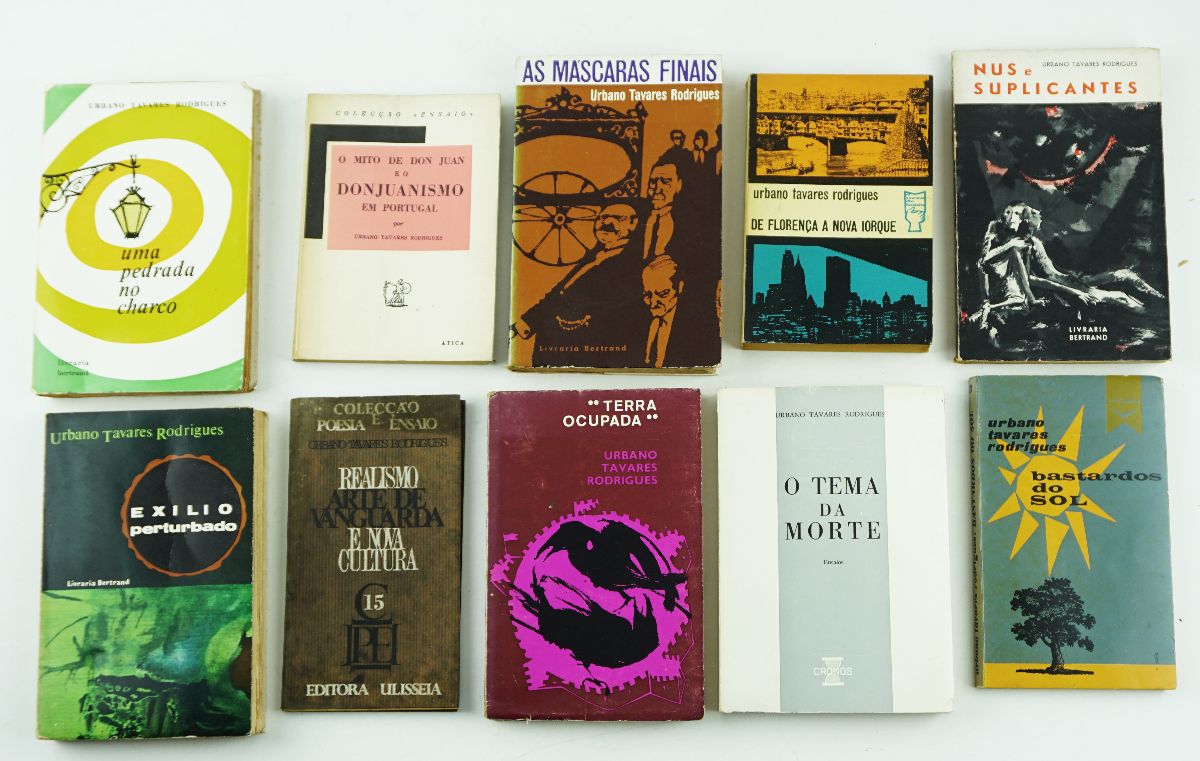 URBANO TAVARES RODRIGUES
uma
pedrada
no
charco
Livraria
Bertrand
COLECÇÃO «ENSAIO»
O MITO DE DON JUAN
E O
DONJUANISMO
EM PORTUGAL
por
URBANO TAVARES RODRIGUES
ÁTICA
AS MÁSCARAS FINAIS
Urbano Tavares Rodrigues
Livraria Bertrand
urbano tavares rodrigues
DE FLORENÇA A NOVA IORQUE
NUS e
URBANO TAVARES RODRIGUES
SUPLICANTES
LIVRARIA
BERTRAND
Urbano Tavares Rodrigues
EXILIO
perturbado
Livraria Bertrand
COLECÇÃO
POESIA E ENSAIO
URBANO TAVARES RODRIGUES
REALISMO
ARTE DE
VANGUARDA
E NOVA
CULTURA
15
EDITORA ULISSEIA
"TERRA
OCUPADA"
URBANO
TAVARES
RODRIGUES
URBANO TAVARES RODRIGUES
O TEMA
DA
MORTE
Ensaios
CRONOS
urbano
tavares
rodrigues
bastardos
do
SOL